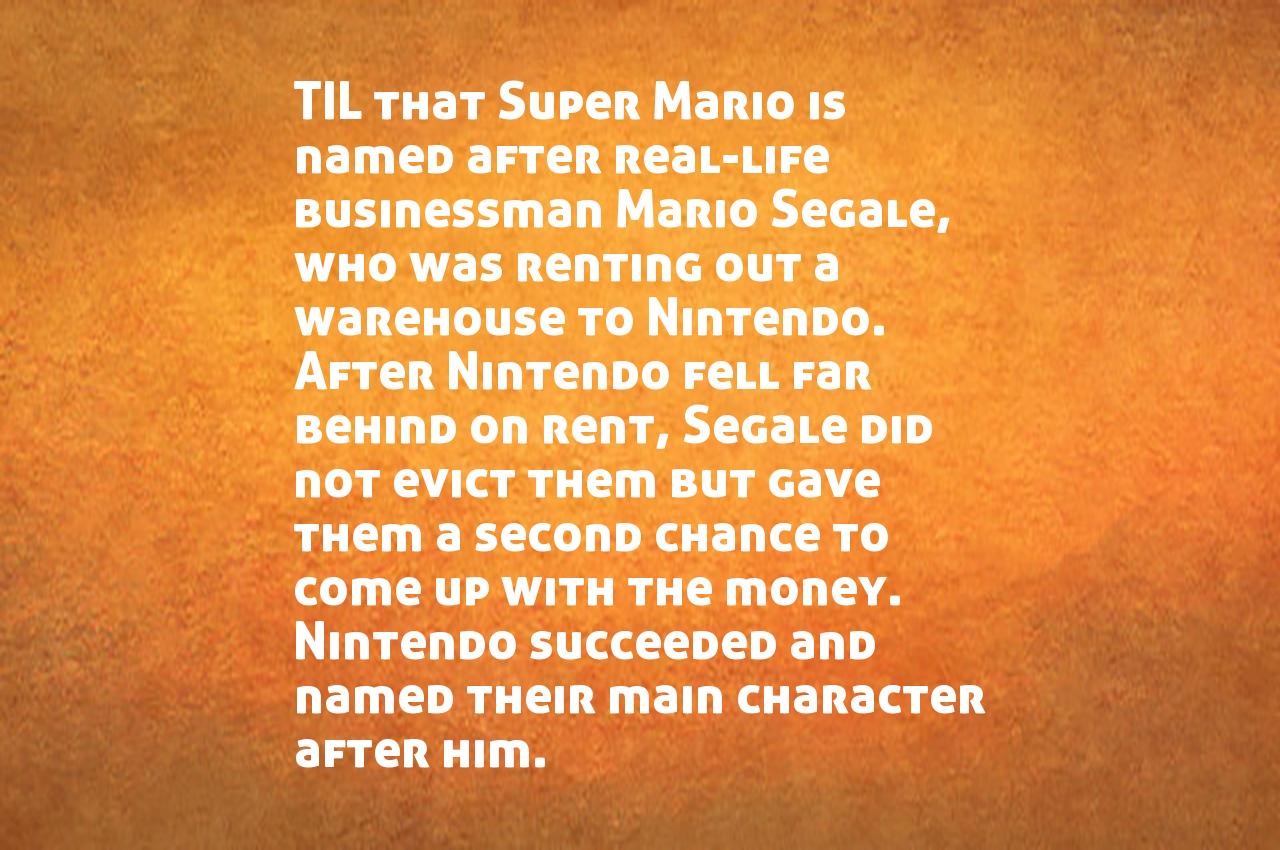 TIL that Super Mario is
named after real-life
businessman Mario Segale,
who was renting out a
warehouse to Nintendo.
After Nintendo fell far
behind on rent, Segale did
not evict them but gave
them a second chance to
come up with the money.
Nintendo succeeded and
named their main character
after him.